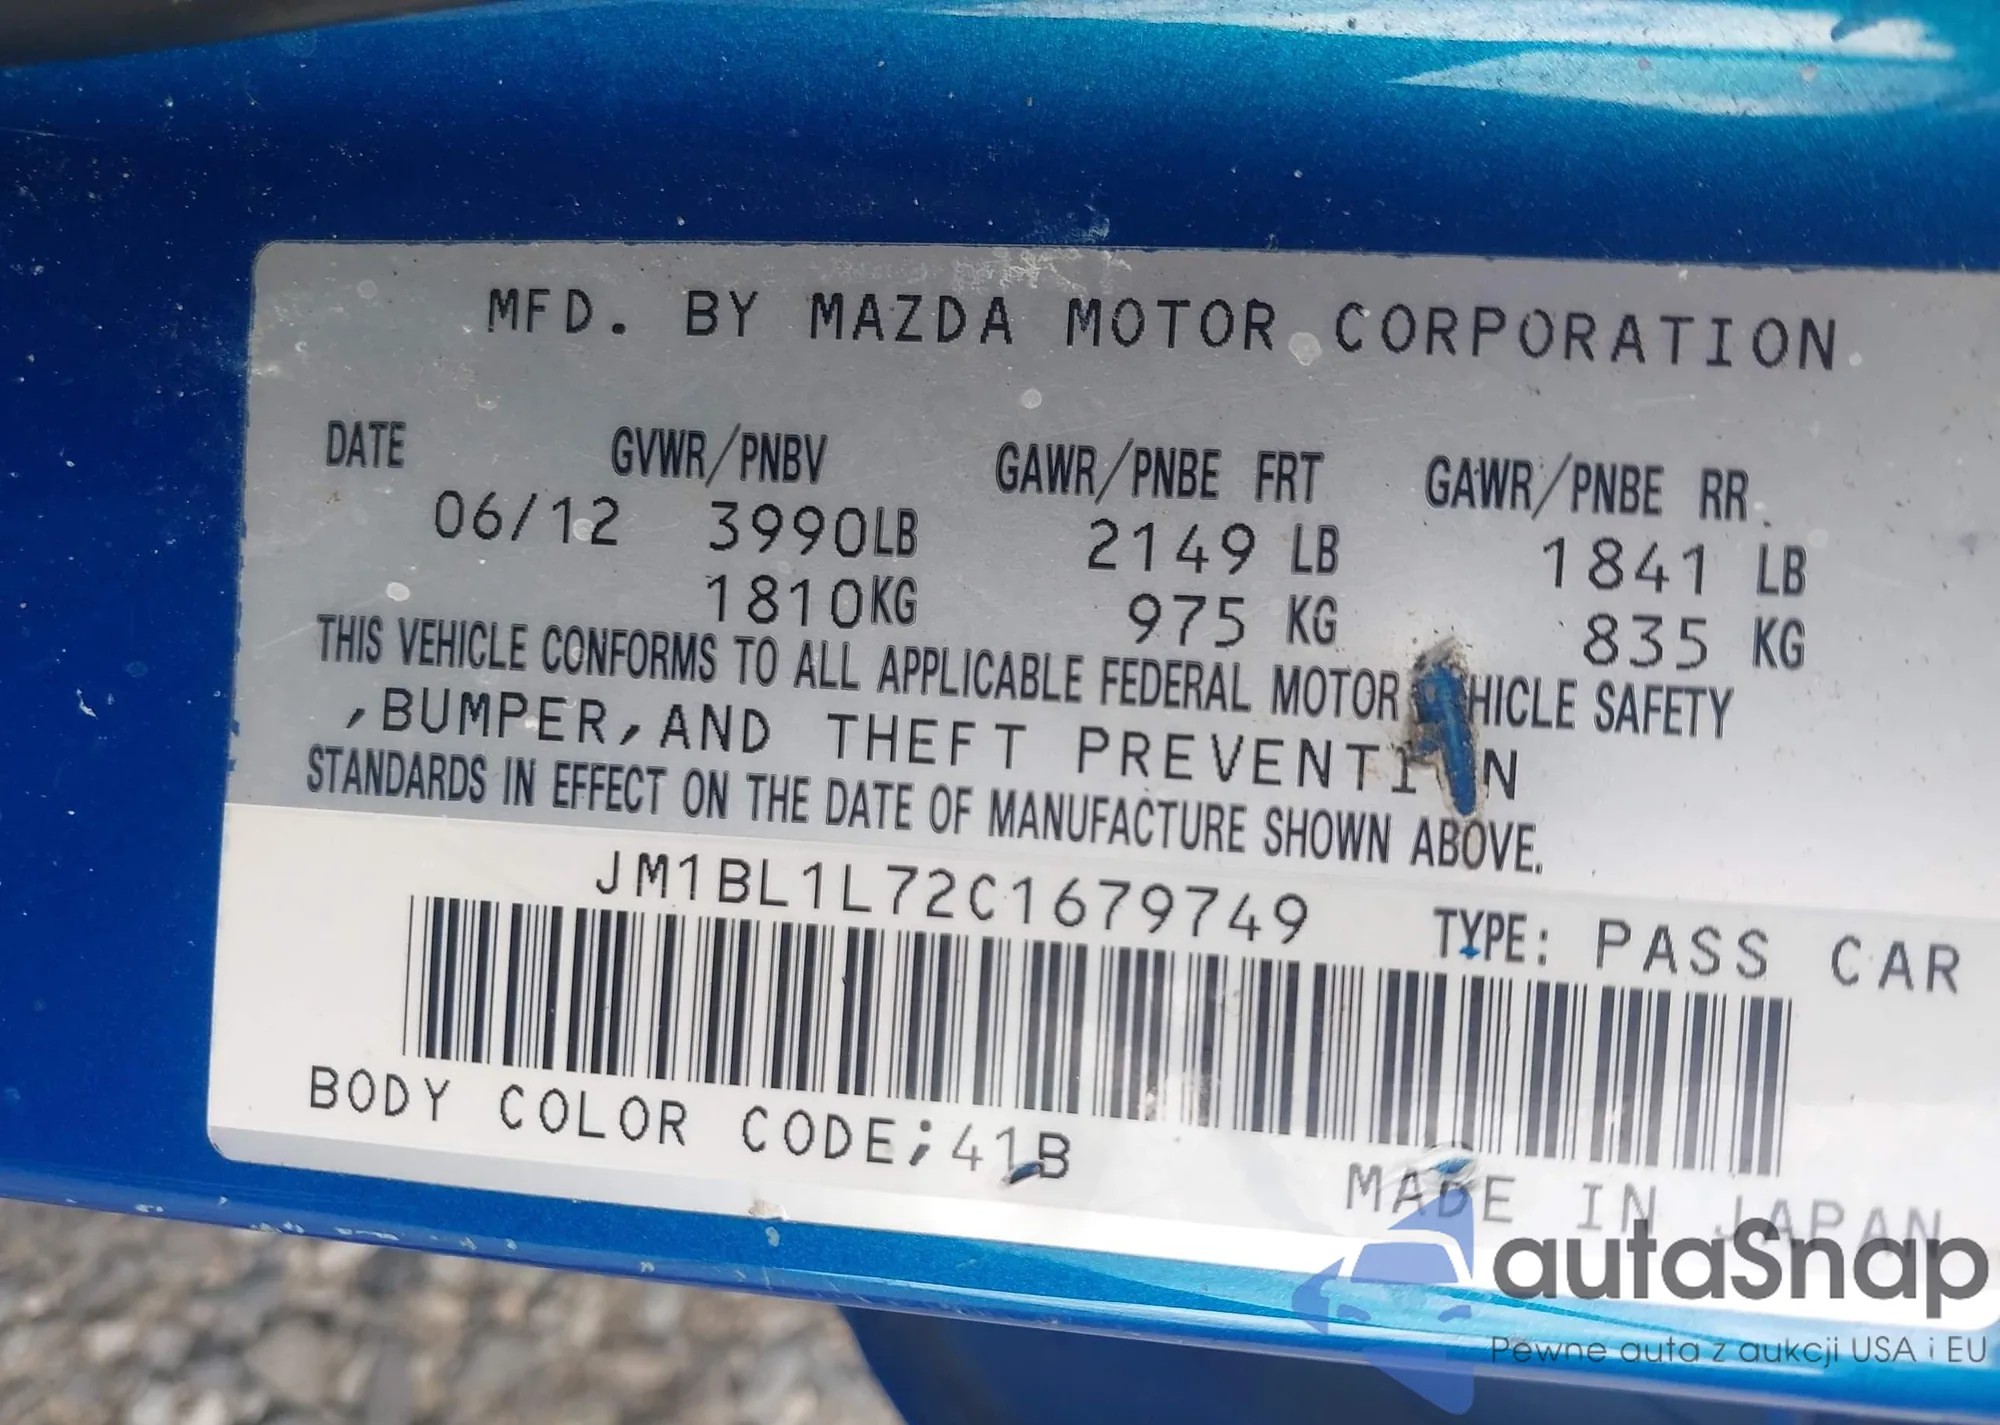 MFD. BY MAZDA MOTOR CORPORATION
DATE GVWR/PNBV GAWR/PNBE FRT GAWR/PNBE RR
06/12 3990LB 2149 LB 1841 LB
1810KG 975 KG 835 KG
THIS VEHICLE CONFORMS TO ALL APPLICABLE FEDERAL MOTOR HICLE SAFETY
,BUMPER,AND THEFT PREVENTI N
STANDARDS IN EFFECT ON THE DATE OF MANUFACTURE SHOWN ABOVE.
JM1BL1L72C1679749 TYPE: PASS CAR
BODY COLOR CODE;41B
MADE IN JAPAN
autaSnap
Pewne auta z aukcji USA i EU